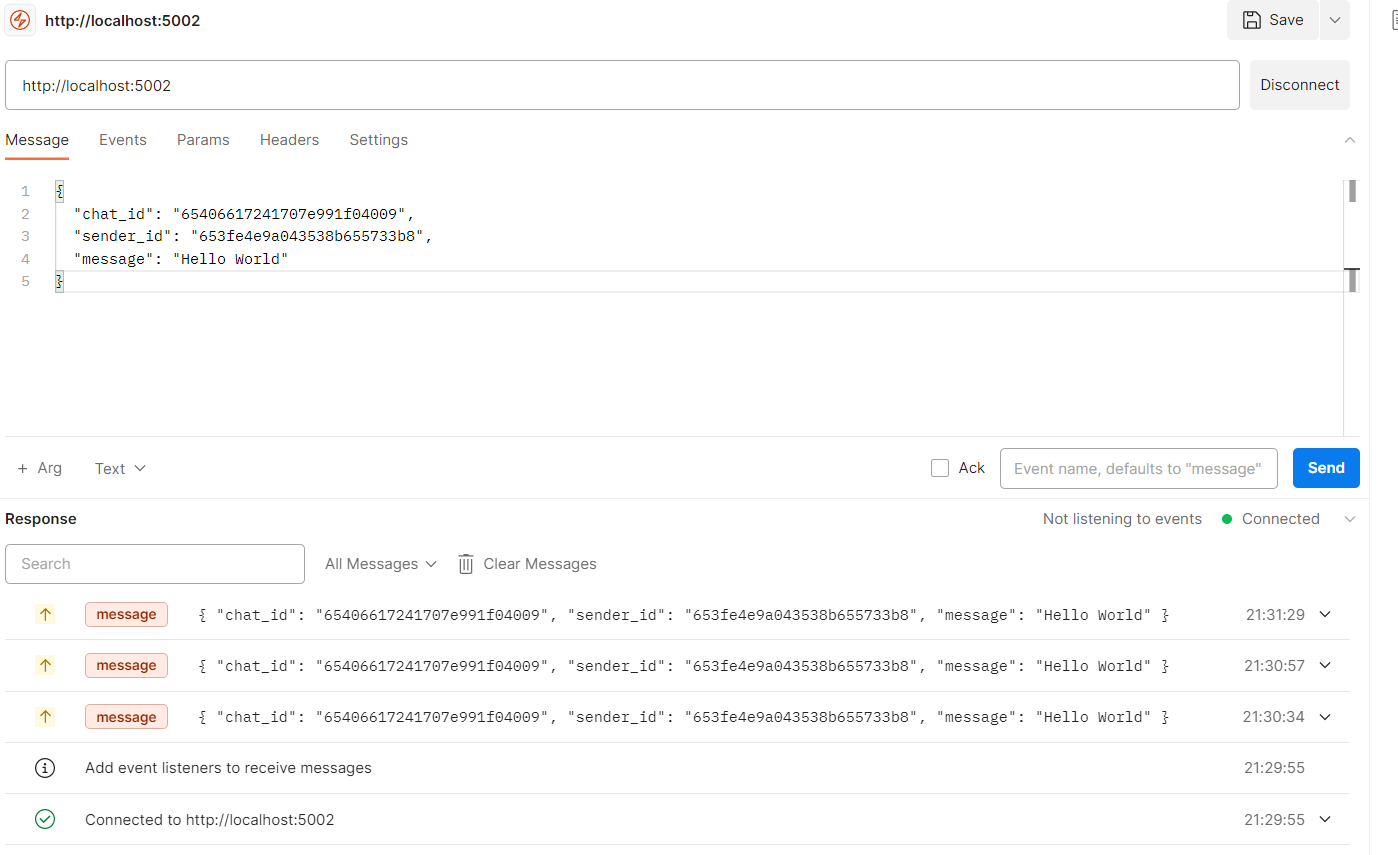 http://localhost:5002
Save
http://localhost:5002
Disconnect
Message Events Params Headers Settings
1 {
2 "chat_id": "65406617241707e991f04009",
3 "sender_id": "653fe4e9a043538b655733b8",
4 "message": "Hello World"
5 }
+ Arg Text Ack Event name, defaults to "message" Send
Response Not listening to events Connected
Search All Messages Clear Messages
message { "chat_id": "65406617241707e991f04009", "sender_id": "653fe4e9a043538b655733b8", "message": "Hello World" } 21:31:29
message { "chat_id": "65406617241707e991f04009", "sender_id": "653fe4e9a043538b655733b8", "message": "Hello World" } 21:30:57
message { "chat_id": "65406617241707e991f04009", "sender_id": "653fe4e9a043538b655733b8", "message": "Hello World" } 21:30:34
Add event listeners to receive messages 21:29:55
Connected to http://localhost:5002 21:29:55